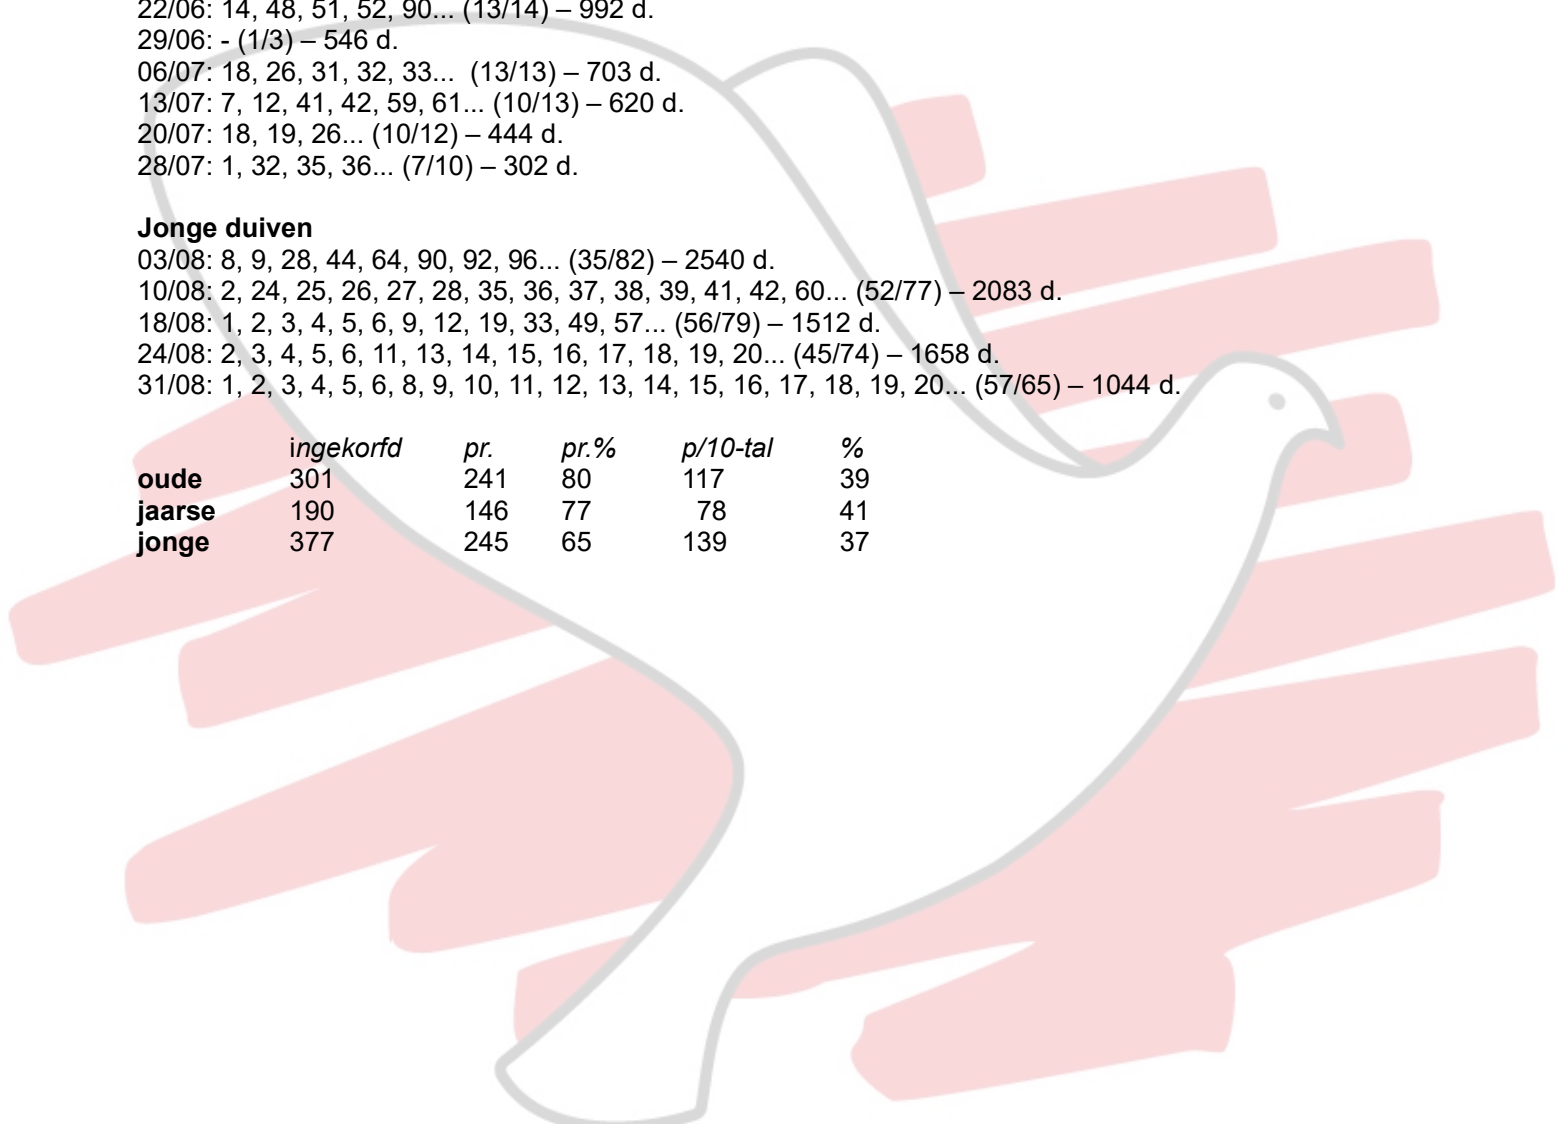 22/06: 14, 48, 51, 52, 90... (13/14) – 992 d.
29/06: - (1/3) – 546 d.
06/07: 18, 26, 31, 32, 33...  (13/13) – 703 d.
13/07: 7, 12, 41, 42, 59, 61... (10/13) – 620 d.
20/07: 18, 19, 26... (10/12) – 444 d.
28/07: 1, 32, 35, 36... (7/10) – 302 d.
Jonge duiven
03/08: 8, 9, 28, 44, 64, 90, 92, 96... (35/82) – 2540 d.
10/08: 2, 24, 25, 26, 27, 28, 35, 36, 37, 38, 39, 41, 42, 60... (52/77) – 2083 d.
18/08: 1, 2, 3, 4, 5, 6, 9, 12, 19, 33, 49, 57... (56/79) – 1512 d.
24/08: 2, 3, 4, 5, 6, 11, 13, 14, 15, 16, 17, 18, 19, 20... (45/74) – 1658 d.
31/08: 1, 2, 3, 4, 5, 6, 8, 9, 10, 11, 12, 13, 14, 15, 16, 17, 18, 19, 20... (57/65) – 1044 d.
ingekorfd pr. pr.% p/10-tal %
oude 301 241 80 117 39
jaarse 190 146 77 78 41
jonge 377 245 65 139 37